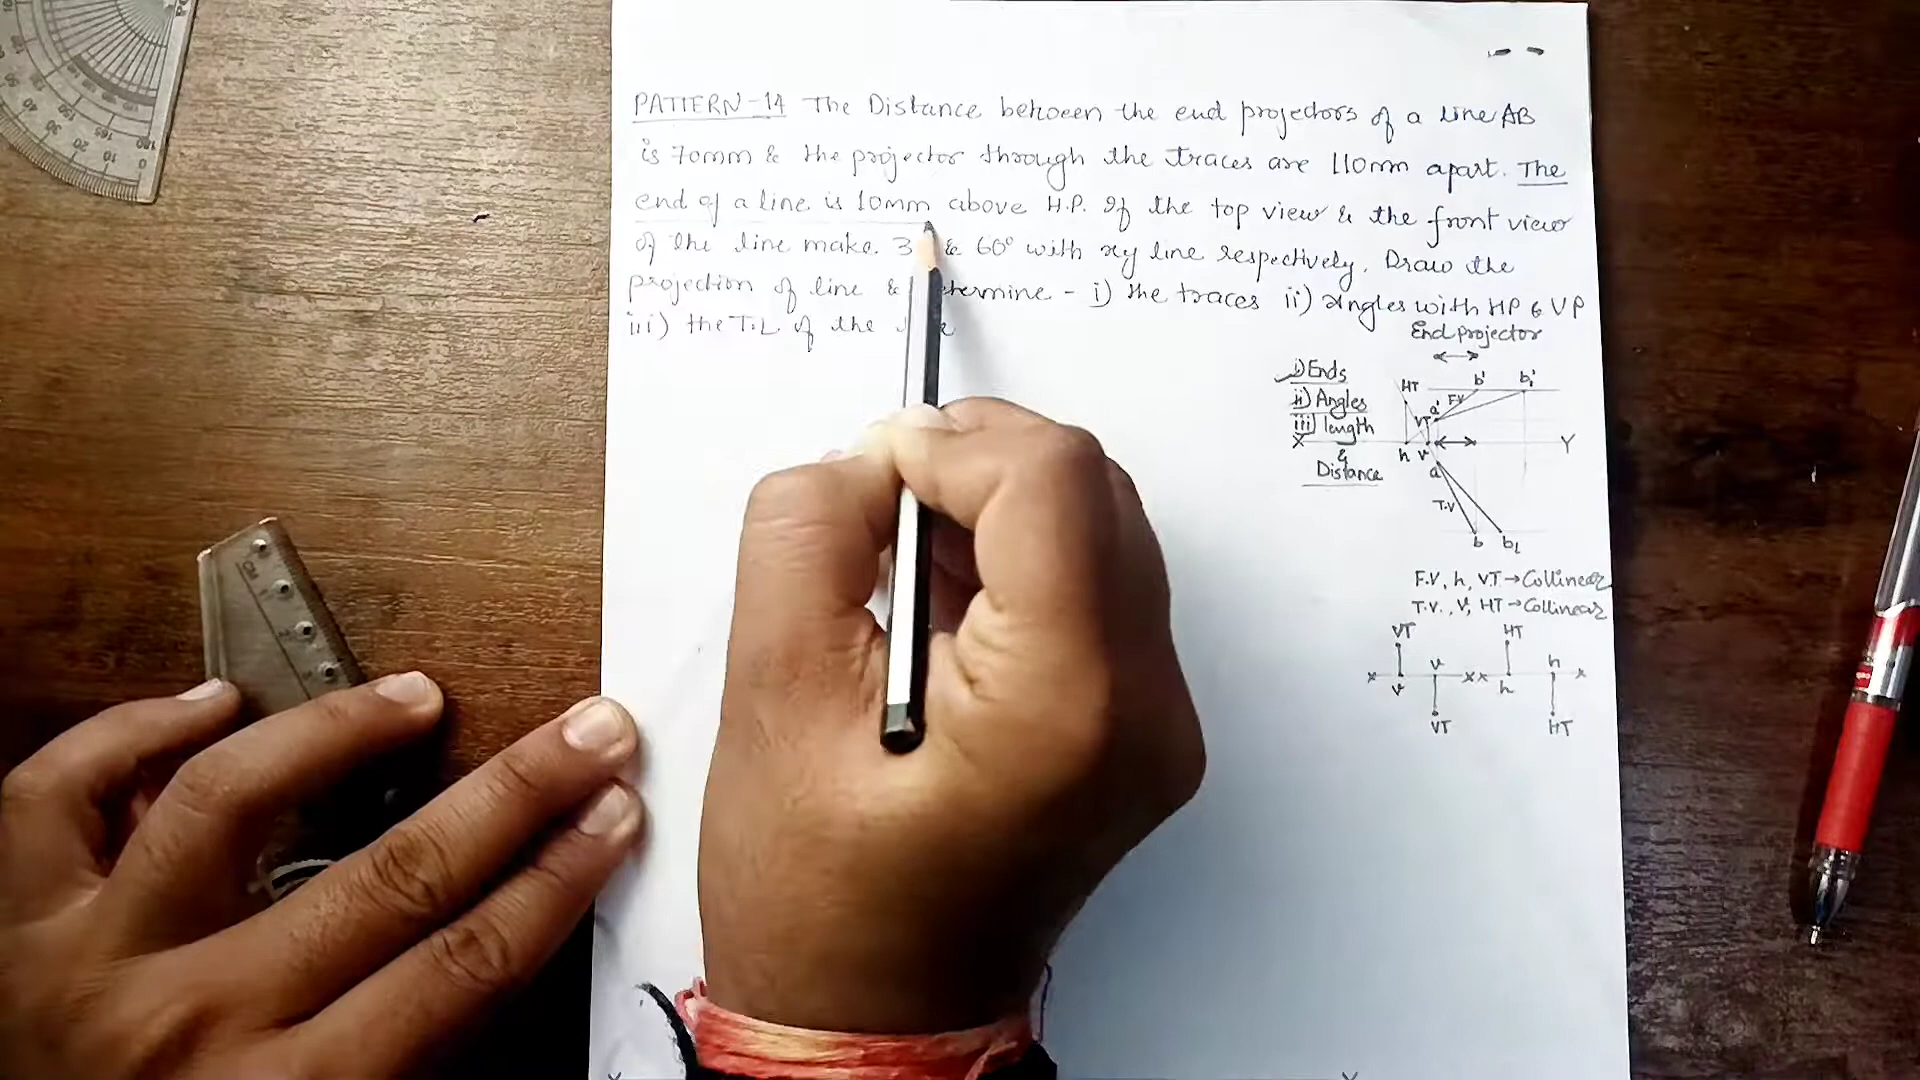 PATTERN-14 The Distance between the end projectors of a line AB
is 70mm & the projector through the traces are 110mm apart. The
end of a line is 10mm above H.P. If the top view & the front view
of the line make 3 & 60° with xy line respectively. Draw the
projection of line & - i) the traces ii) Angles with HP & VP
iii) the T.L of the
End projector
i) Ends
ii) Angles
iii) length
&
Distance
HT b' b₁'
a' F.V
VT
X Y
h v
a
T.V
b b₂
F.V, h, VT → Collinear
T.V., V, HT → Collinear
VT HT
v h
x x x x
v h
VT HT